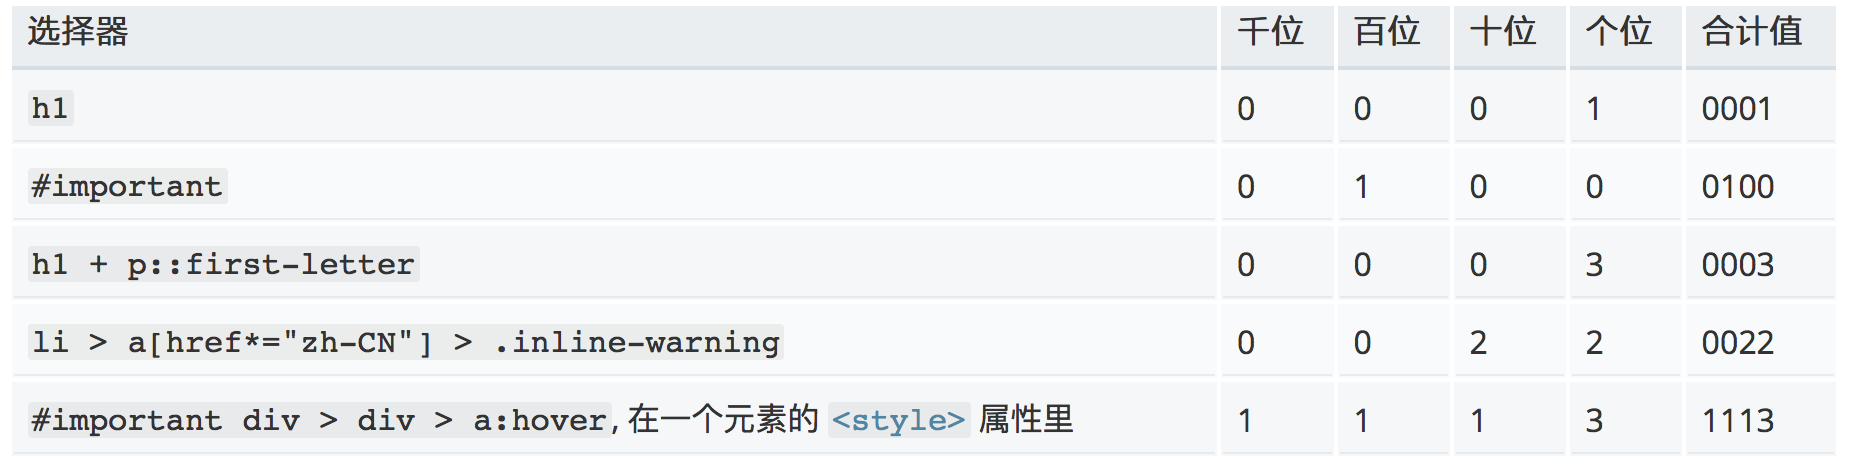 选择器 千位 百位 十位 个位 合计值
h1 0 0 0 1 0001
#important 0 1 0 0 0100
h1 + p::first-letter 0 0 0 3 0003
li > a[href*="zh-CN"] > .inline-warning 0 0 2 2 0022
#important div > div > a:hover, 在一个元素的 <style> 属性里 1 1 1 3 1113